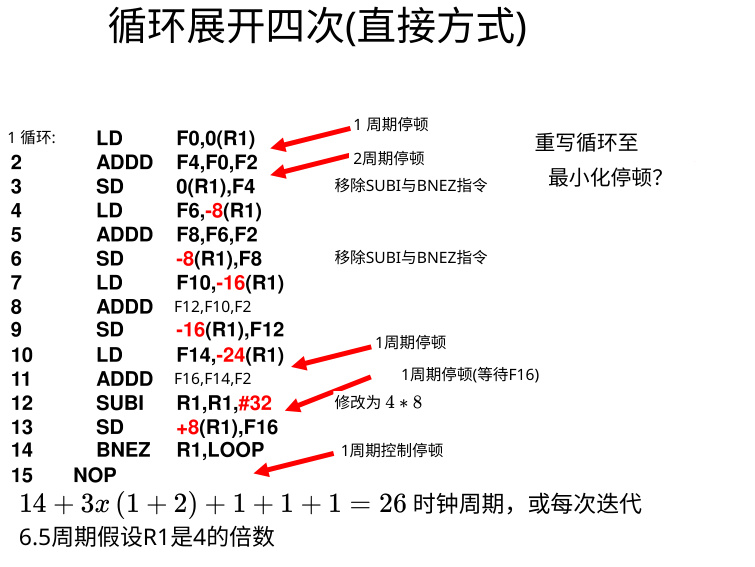 循环展开四次(直接方式)
1 循环: LD F0,0(R1) 1 周期停顿
2 ADDD F4,F0,F2 2周期停顿
3 SD 0(R1),F4 移除SUBI与BNEZ指令
4 LD F6,-8(R1)
5 ADDD F8,F6,F2
6 SD -8(R1),F8 移除SUBI与BNEZ指令
7 LD F10,-16(R1)
8 ADDD F12,F10,F2
9 SD -16(R1),F12
10 LD F14,-24(R1) 1周期停顿
11 ADDD F16,F14,F2 1周期停顿(等待F16)
12 SUBI R1,R1,#32 修改为 4 ∗ 8
13 SD +8(R1),F16
14 BNEZ R1,LOOP 1周期控制停顿
15 NOP
重写循环至
最小化停顿?
14 + 3x (1 + 2) + 1 + 1 + 1 = 26 时钟周期，或每次迭代
6.5周期假设R1是4的倍数